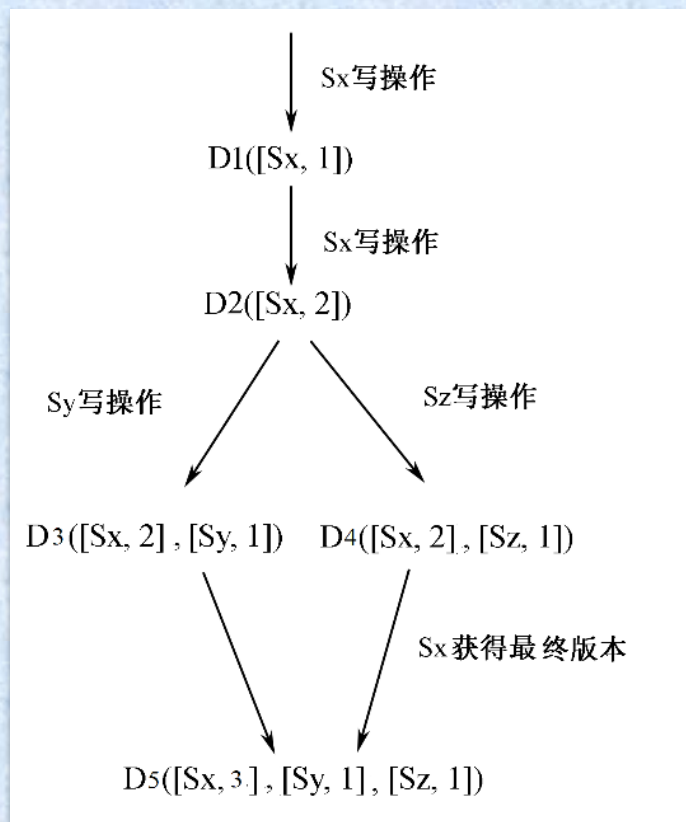 Sx写操作
D1([Sx, 1])
Sx写操作
D2([Sx, 2])
Sy写操作
Sz写操作
D3([Sx, 2] , [Sy, 1])
D4([Sx, 2] , [Sz, 1])
Sx获得最终版本
D5([Sx, 3.] , [Sy, 1] , [Sz, 1])